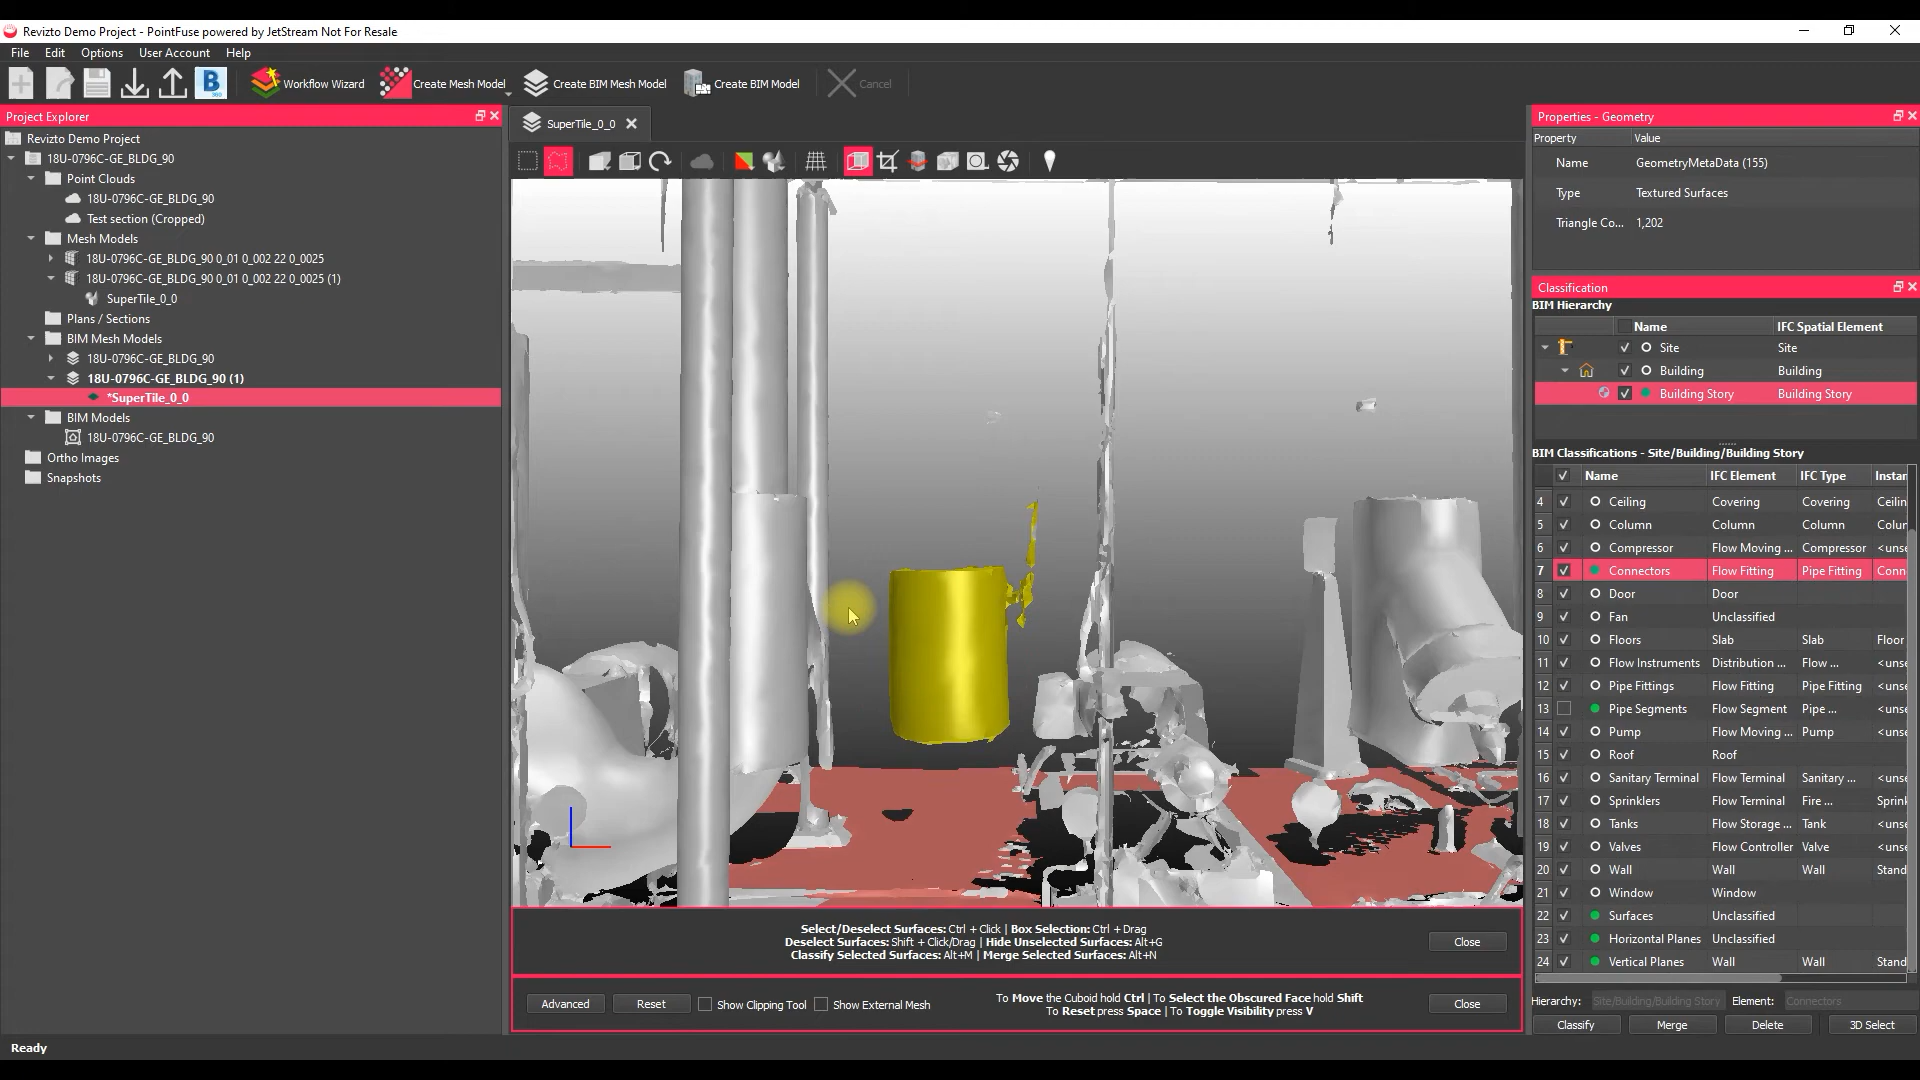 Revizto Demo Project - PointFuse powered by JetStream Not For Resale
File Edit Options User Account Help
B 360 Workflow Wizard Create Mesh Model Create BIM Mesh Model Create BIM Model Cancel
Project Explorer
Revizto Demo Project
18U-0796C-GE_BLDG_90
Point Clouds
18U-0796C-GE_BLDG_90
Test section (Cropped)
Mesh Models
18U-0796C-GE_BLDG_90 0_01 0_002 22 0_0025
18U-0796C-GE_BLDG_90 0_01 0_002 22 0_0025 (1)
SuperTile_0_0
Plans / Sections
BIM Mesh Models
18U-0796C-GE_BLDG_90
18U-0796C-GE_BLDG_90 (1)
*SuperTile_0_0
BIM Models
18U-0796C-GE_BLDG_90
Ortho Images
Snapshots
SuperTile_0_0
Select/Deselect Surfaces: Ctrl + Click | Box Selection: Ctrl + Drag
Deselect Surfaces: Shift + Click/Drag | Hide Unselected Surfaces: Alt+G
Classify Selected Surfaces: Alt+M | Merge Selected Surfaces: Alt+N
Close
Advanced Reset Show Clipping Tool Show External Mesh
To Move the Cuboid hold Ctrl | To Select the Obscured Face hold Shift
To Reset press Space | To Toggle Visibility press V
Close
Properties - Geometry
Property Value
Name GeometryMetaData (155)
Type Textured Surfaces
Triangle Co... 1,202
Classification
BIM Hierarchy
Name IFC Spatial Element
Site Site
Building Building
Building Story Building Story
BIM Classifications - Site/Building/Building Story
Name IFC Element IFC Type Instar
4 Ceiling Covering Covering Ceilin
5 Column Column Column Colur
6 Compressor Flow Moving ... Compressor <unse
7 Connectors Flow Fitting Pipe Fitting Conn
8 Door Door
9 Fan Unclassified
10 Floors Slab Slab Floor
11 Flow Instruments Distribution ... Flow ... <unse
12 Pipe Fittings Flow Fitting Pipe Fitting <unse
13 Pipe Segments Flow Segment Pipe ... <unse
14 Pump Flow Moving ... Pump <unse
15 Roof Roof
16 Sanitary Terminal Flow Terminal Sanitary ... <unse
17 Sprinklers Flow Terminal Fire ... Sprink
18 Tanks Flow Storage ... Tank <unse
19 Valves Flow Controller Valve <unse
20 Wall Wall Wall Stand
21 Window Window
22 Surfaces Unclassified
23 Horizontal Planes Unclassified
24 Vertical Planes Wall Wall Stand
Hierarchy: Site/Building/Building Story Element: Connectors
Classify Merge Delete 3D Select
Ready